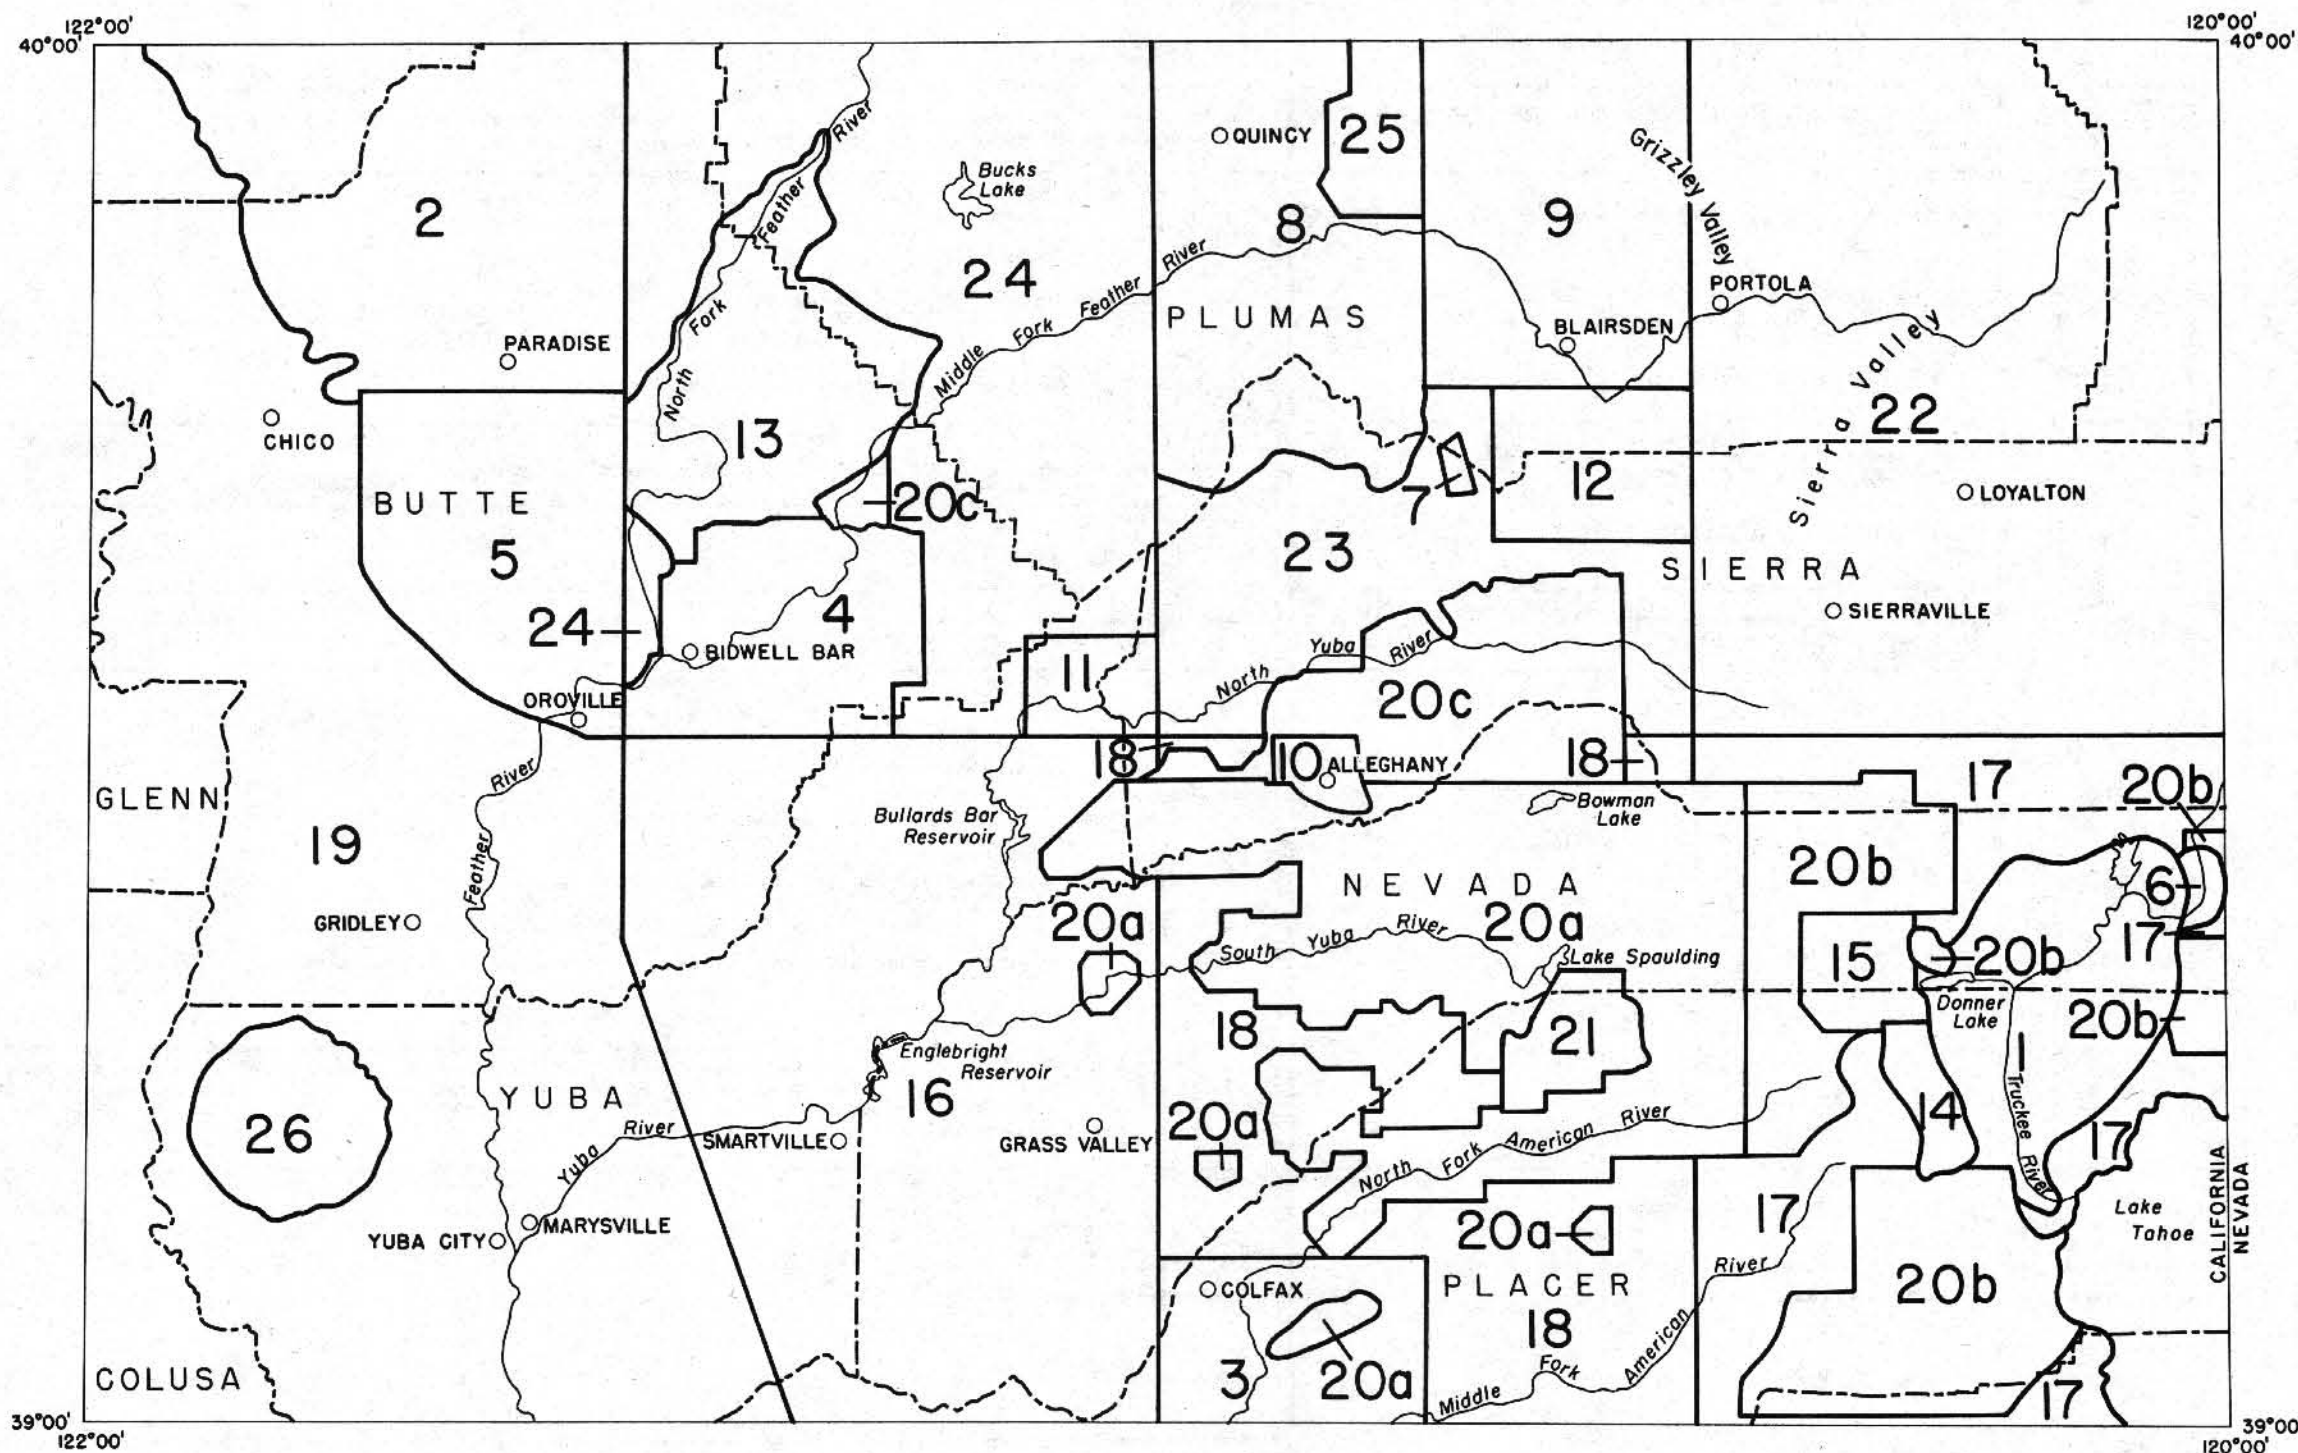 122°00'
120°00'
40°00'
40°00'
QUINCY
25
River
Grizzley Valley
Bucks
Lake
2
Feather
8
9
24
River
Feather
Fork
Middle
PLUMAS
PORTOLA
BLAIRSDEN
PARADISE
Fork
North
Sierra Valley
22
CHICO
13
12
7
LOYALTON
BUTTE
20c
5
23
SIERRA
24
4
SIERRAVILLE
BIDWELL BAR
11
North
Yuba
River
OROVILLE
20c
18
10
ALLEGHANY
18
River
17
20b
GLENN
Bullards Bar
Reservoir
Bowman
Lake
19
Feather
20b
6
NEVADA
GRIDLEY
20a
South
Yuba
River
20a
Lake Spaulding
15
20b
17
Donner
Lake
20b
18
21
Englebright
Reservoir
1
YUBA
16
26
20a
14
Truckee
River
17
Yuba
River
SMARTVILLE
GRASS VALLEY
North
Fork
American
River
CALIFORNIA
NEVADA
YUBA CITY
MARYSVILLE
20a
17
Lake
Tahoe
COLFAX
PLACER
River
20b
18
COLUSA
3
20a
Middle
Fork
American
17
39°00'
39°00'
122°00'
120°00'